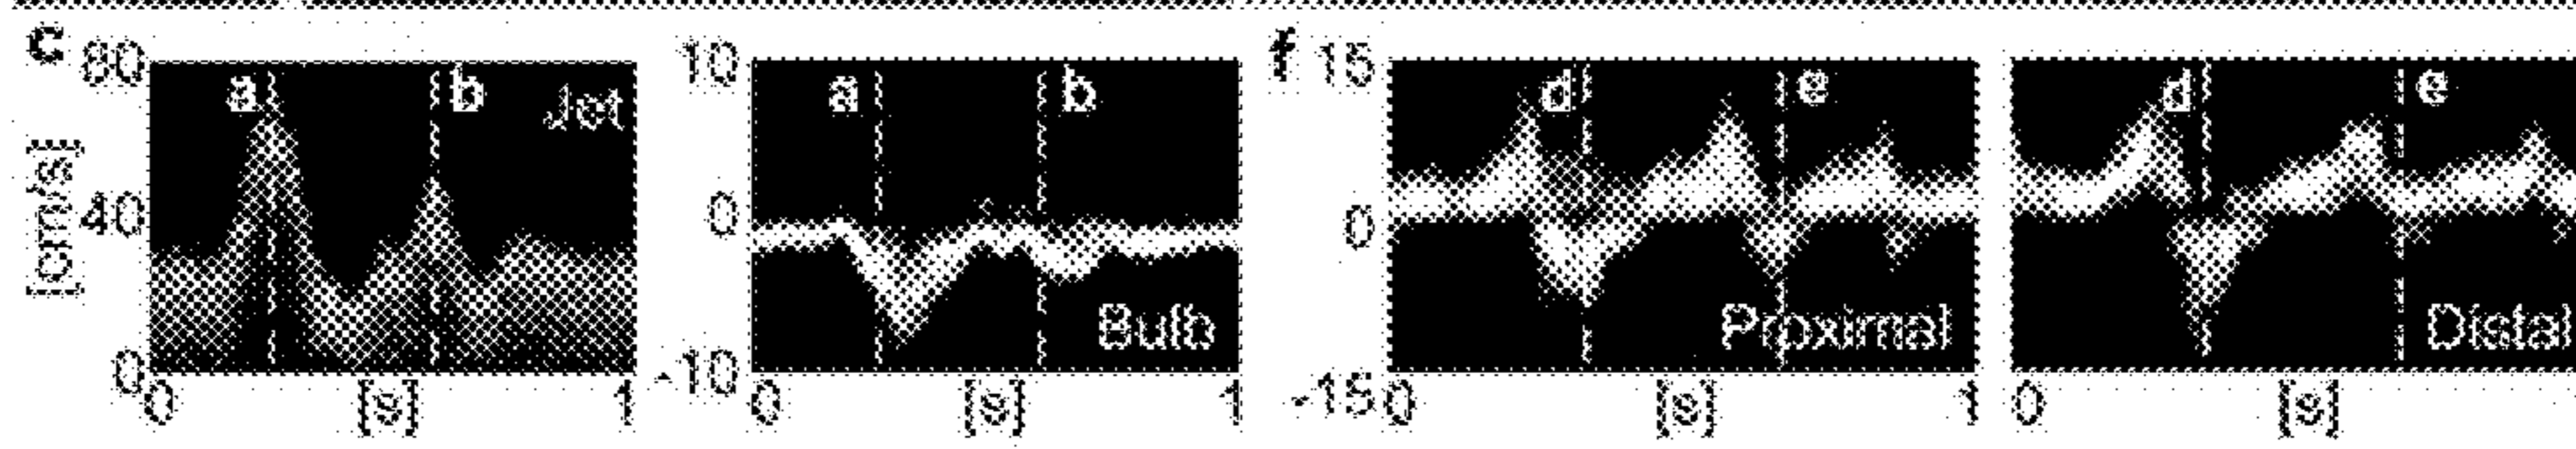 c 80 a b Jet 10 a b f 15 d e d e
[cm/s] 40 0 0
0 -10 Bulb -15 Proximal Distal
0 [s] 1 0 [s] 1 0 [s] 1 0 [s]